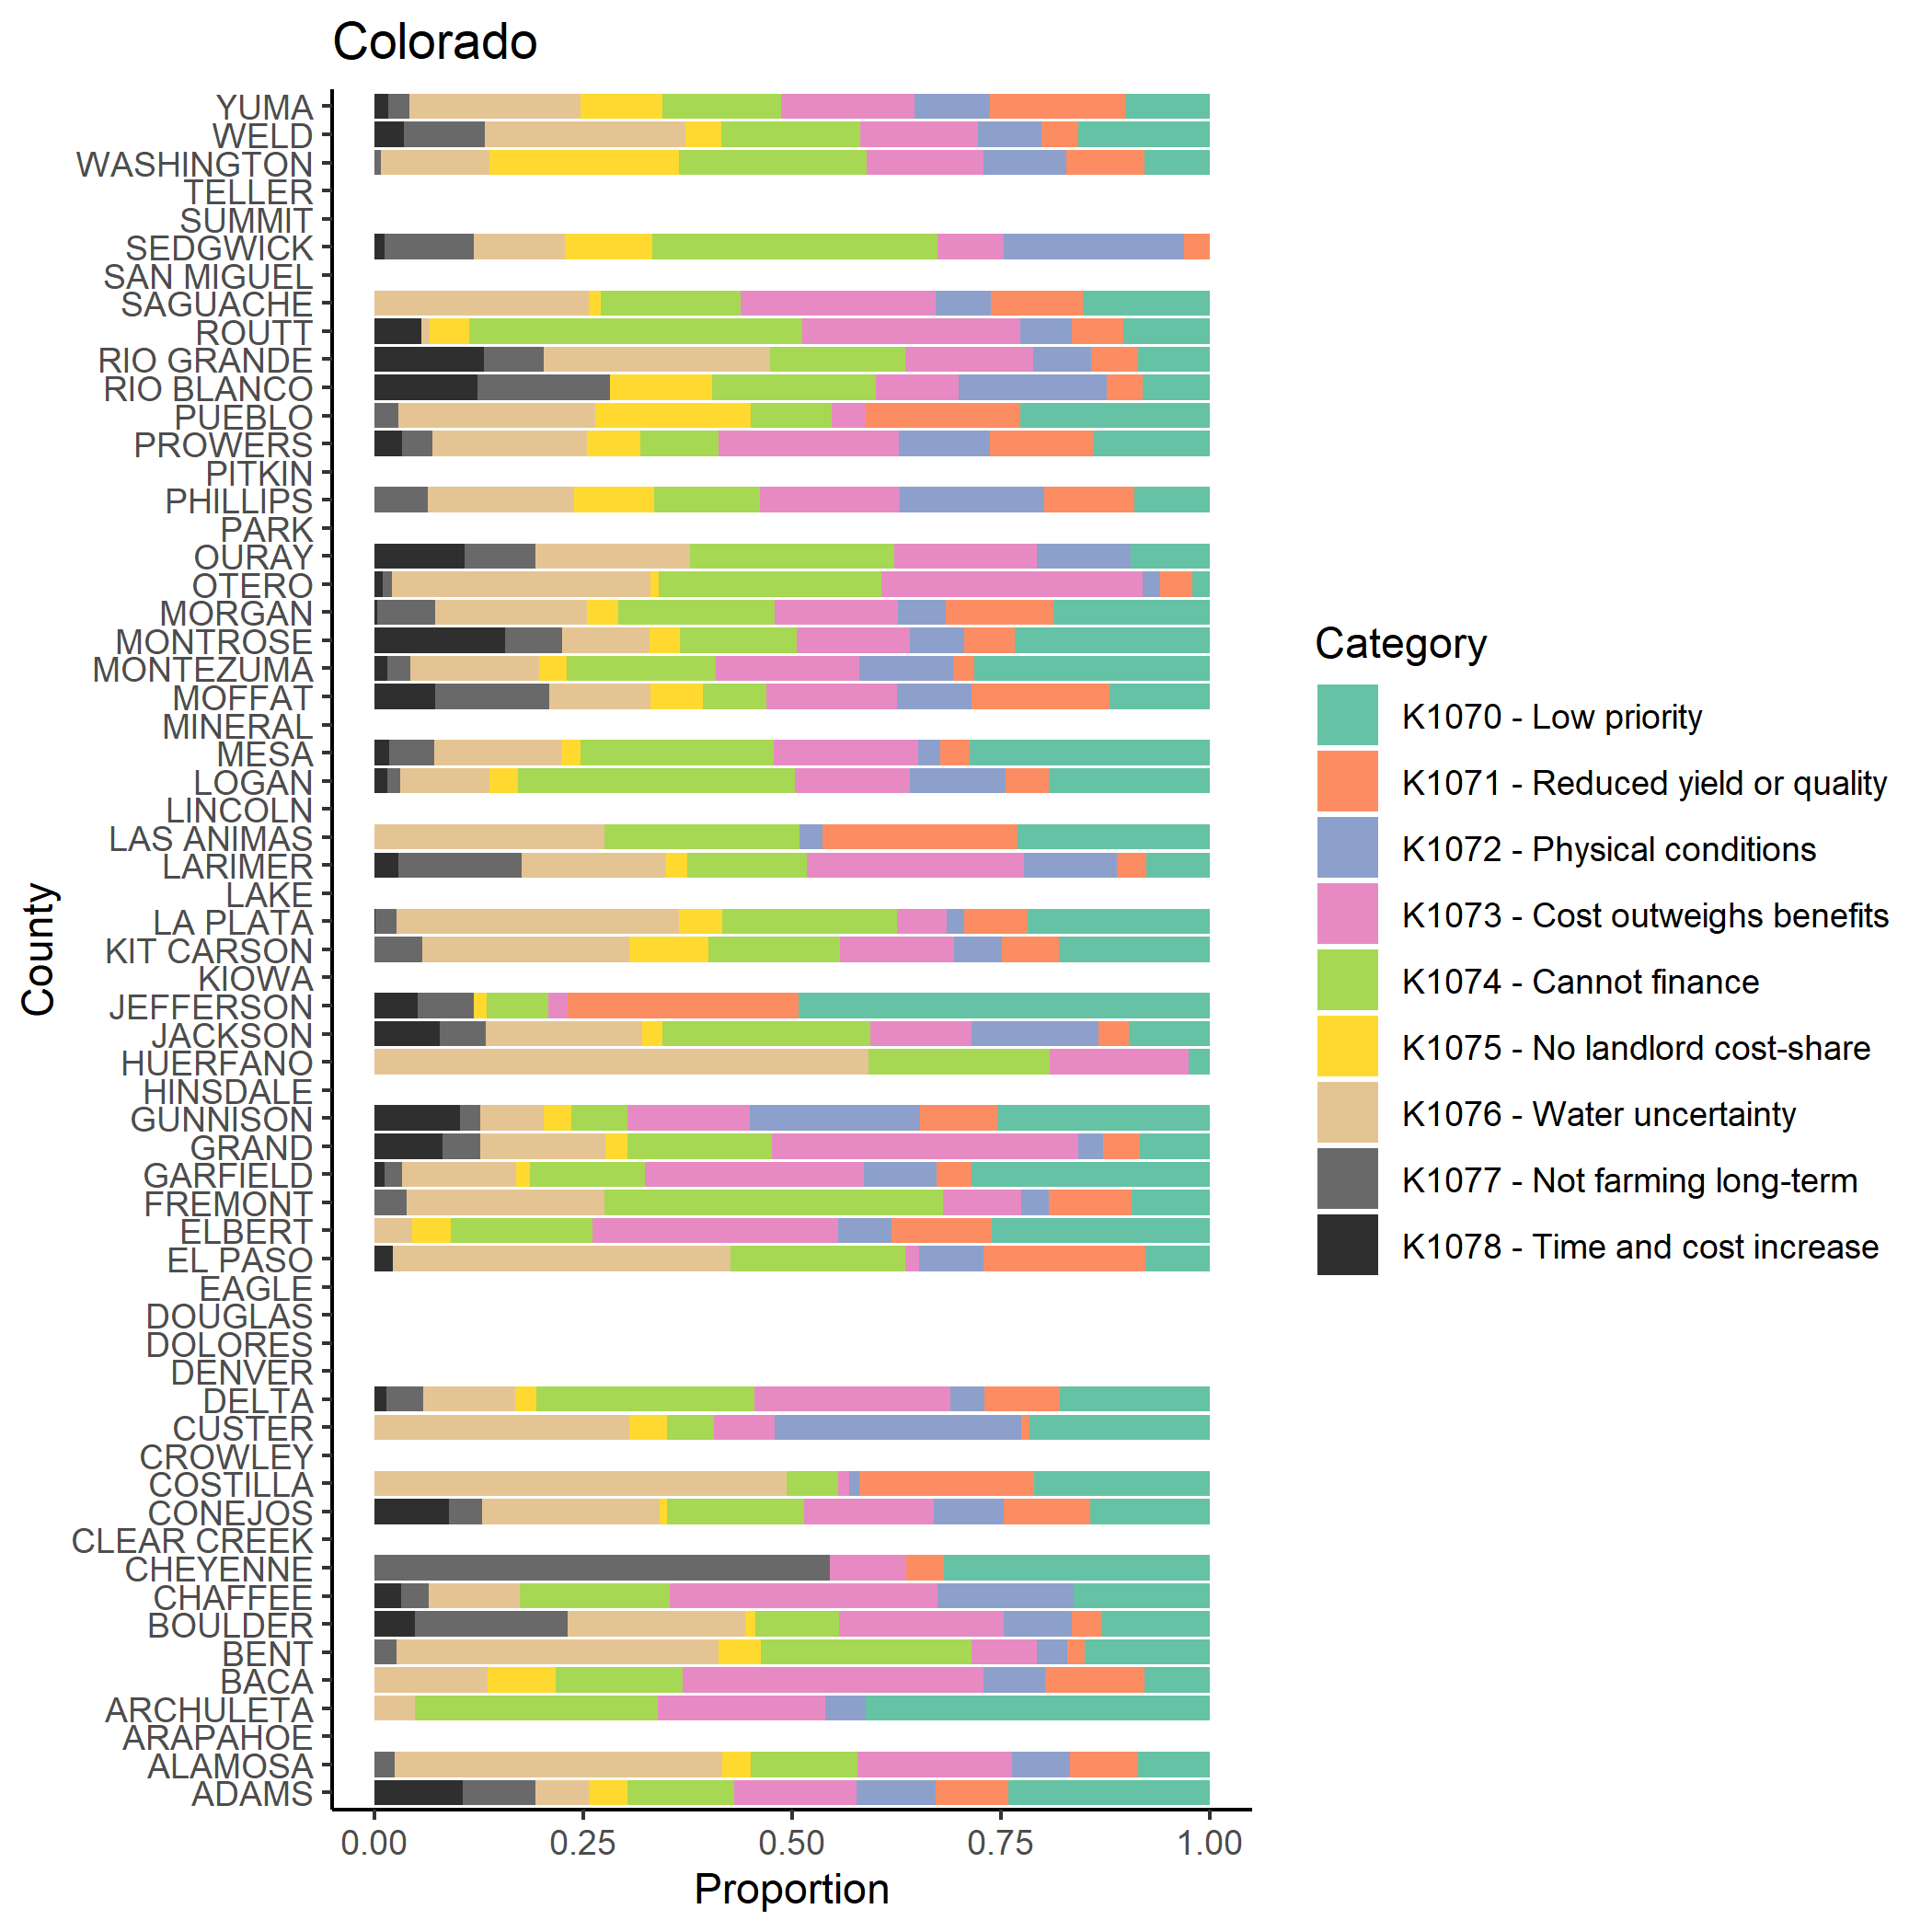 Colorado
YUMA
WELD
WASHINGTON
TELLER
SUMMIT
SEDGWICK
SAN MIGUEL
SAGUACHE
ROUTT
RIO GRANDE
RIO BLANCO
PUEBLO
PROWERS
PITKIN
PHILLIPS
PARK
OURAY
OTERO
MORGAN
MONTROSE
MONTEZUMA
MOFFAT
MINERAL
MESA
LOGAN
LINCOLN
LAS ANIMAS
LARIMER
LAKE
LA PLATA
KIT CARSON
KIOWA
JEFFERSON
JACKSON
HUERFANO
HINSDALE
GUNNISON
GRAND
GARFIELD
FREMONT
ELBERT
EL PASO
EAGLE
DOUGLAS
DOLORES
DENVER
DELTA
CUSTER
CROWLEY
COSTILLA
CONEJOS
CLEAR CREEK
CHEYENNE
CHAFFEE
BOULDER
BENT
BACA
ARCHULETA
ARAPAHOE
ALAMOSA
ADAMS
County
0.00 0.25 0.50 0.75 1.00
Proportion
Category
K1070 - Low priority
K1071 - Reduced yield or quality
K1072 - Physical conditions
K1073 - Cost outweighs benefits
K1074 - Cannot finance
K1075 - No landlord cost-share
K1076 - Water uncertainty
K1077 - Not farming long-term
K1078 - Time and cost increase